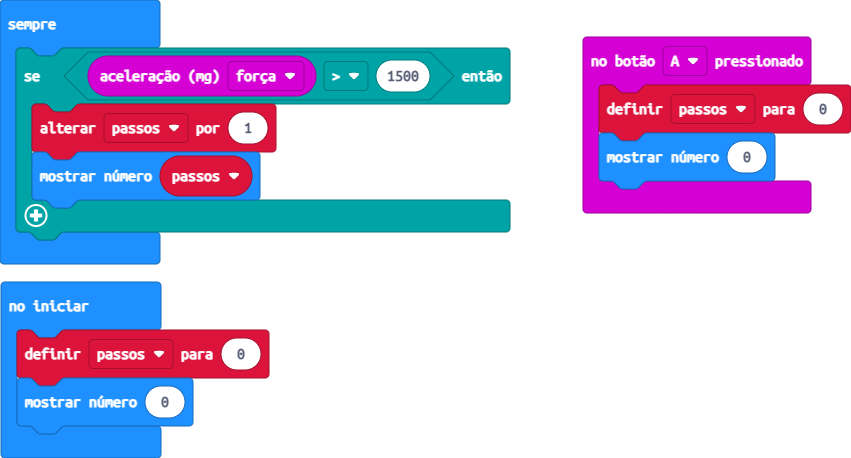 sempre
se aceleração (mg) força > 1500 então
alterar passos por 1
mostrar número passos
no iniciar
definir passos para 0
mostrar número 0
no botão A pressionado
definir passos para 0
mostrar número 0